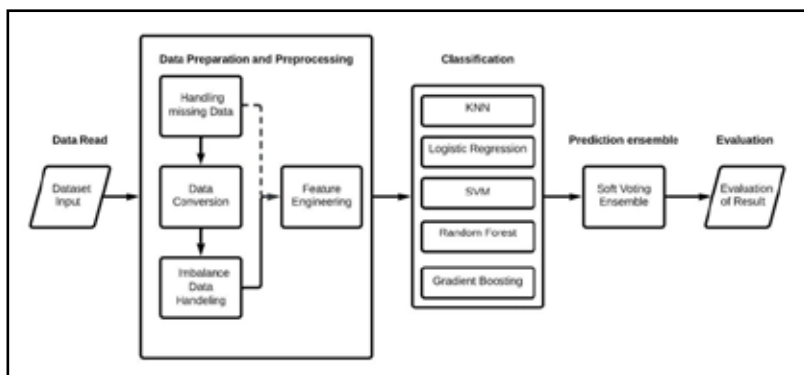 Data Preparation and Preprocessing
Classification
Handling
missing Data
KNN
Data Read
Logistic Regression
Prediction ensemble
Evaluation
Dataset
Input
Data
Conversion
Feature
Engineering
SVM
Soft Voting
Ensemble
Evaluation
of Result
Random Forest
Imbalance
Data
Handeling
Gradient Boosting